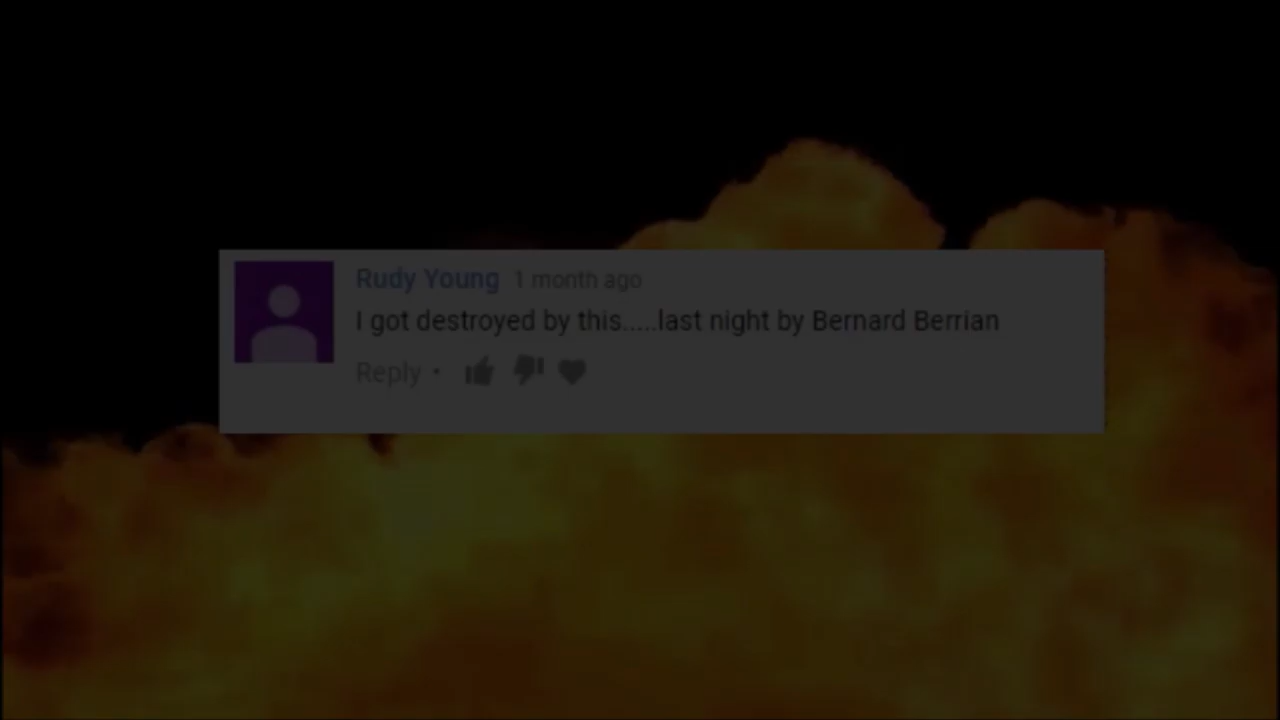 Rudy Young 1 month ago
I got destroyed by this.....last night by Bernard Berrian
Reply •